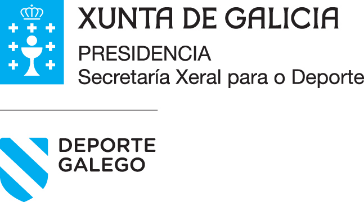 XUNTA DE GALICIA
PRESIDENCIA
Secretaría Xeral para o Deporte
DEPORTE
GALEGO